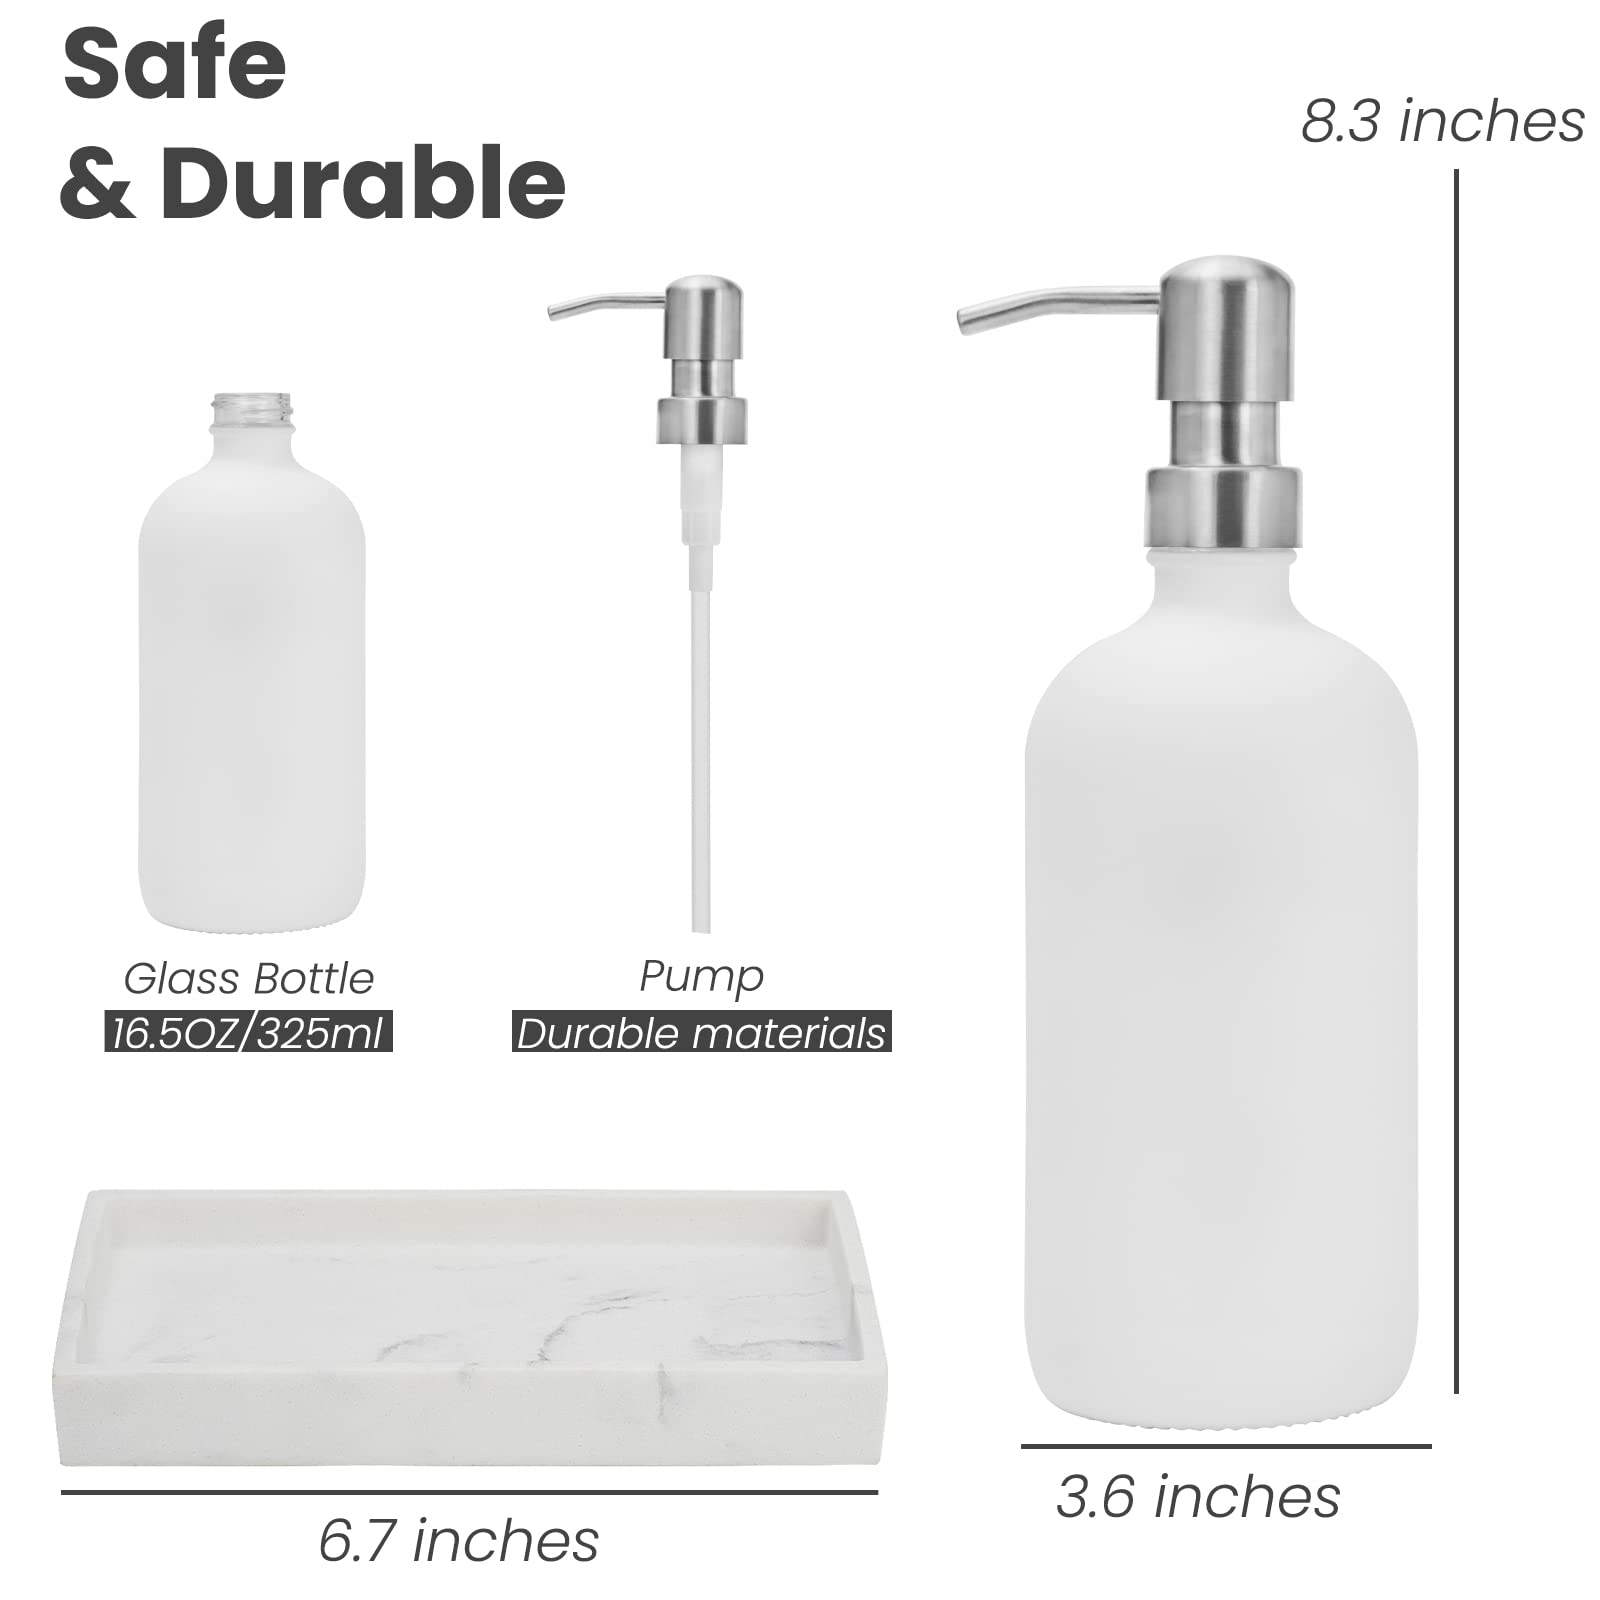 Safe
& Durable
8.3 inches
Glass Bottle
16.5OZ/325ml
Pump
Durable materials
6.7 inches
3.6 inches